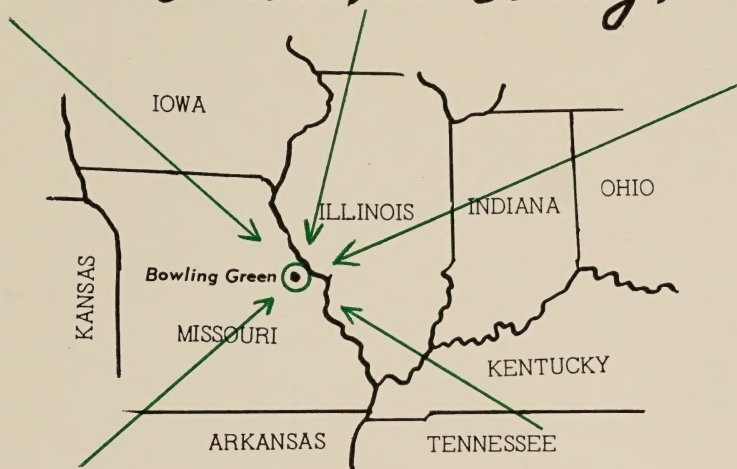 IOWA
ILLINOIS
INDIANA
OHIO
KANSAS
Bowling Green
MISSOURI
KENTUCKY
ARKANSAS
TENNESSEE